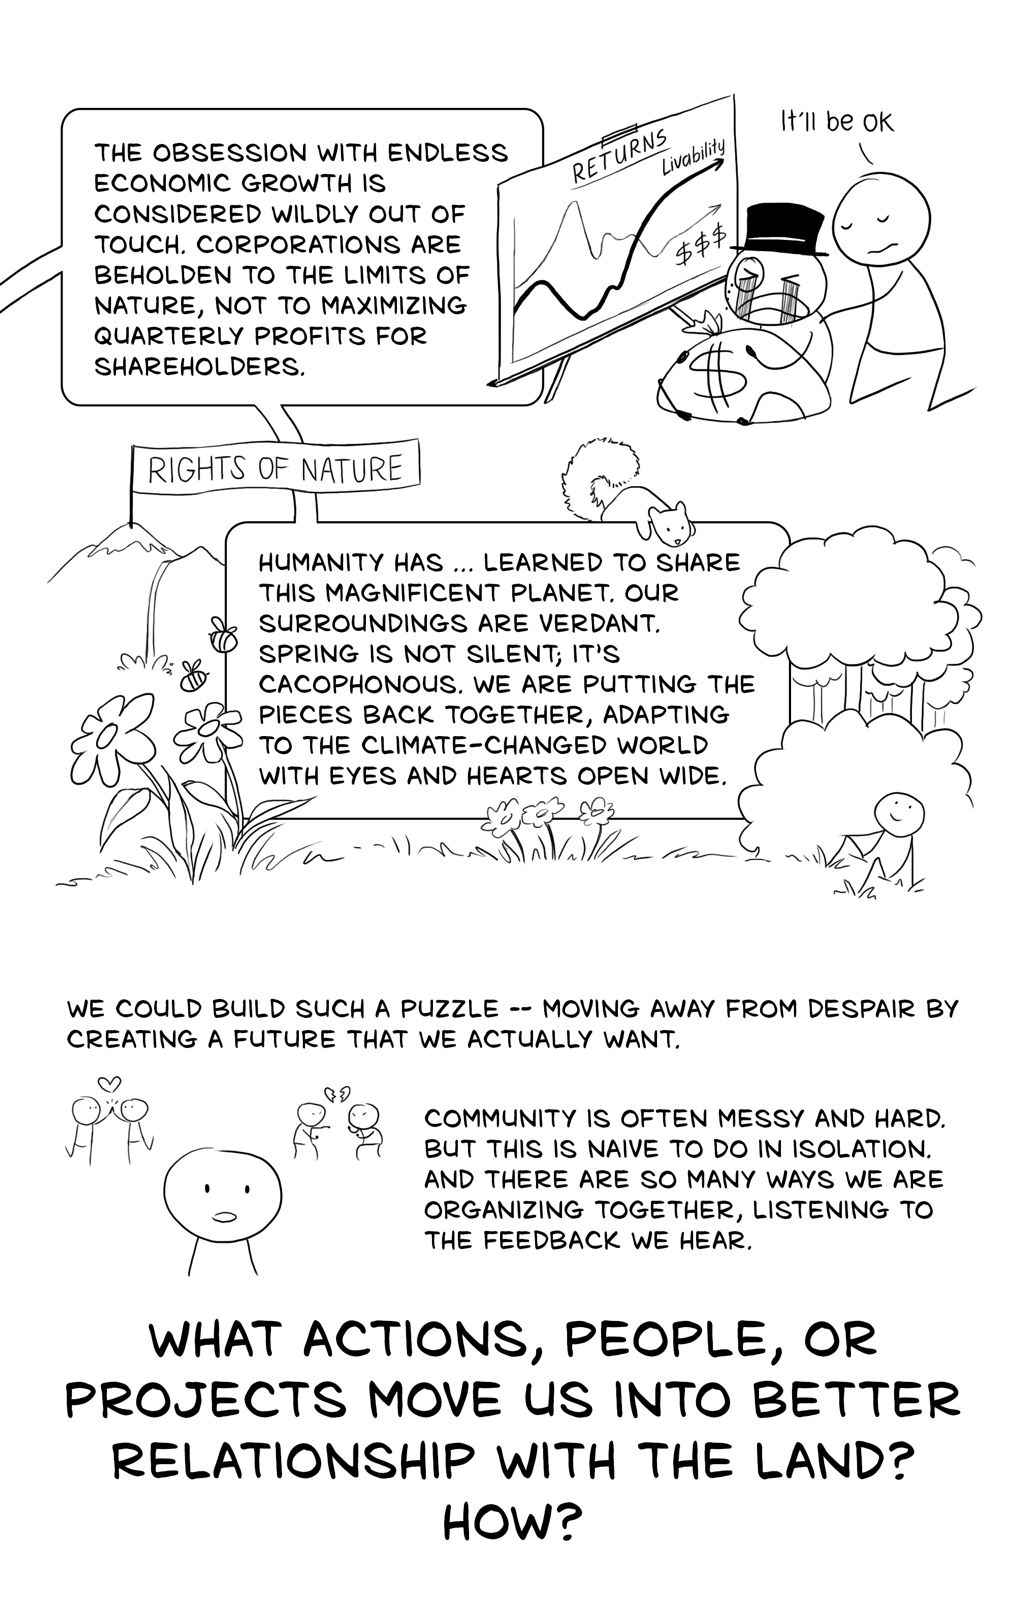 THE OBSESSION WITH ENDLESS
ECONOMIC GROWTH IS
CONSIDERED WILDLY OUT OF
TOUCH. CORPORATIONS ARE
BEHOLDEN TO THE LIMITS OF
NATURE, NOT TO MAXIMIZING
QUARTERLY PROFITS FOR
SHAREHOLDERS.
RETURNS
Livability
$$$
It'll be OK
$
RIGHTS OF NATURE
HUMANITY HAS ... LEARNED TO SHARE
THIS MAGNIFICENT PLANET. OUR
SURROUNDINGS ARE VERDANT.
SPRING IS NOT SILENT; IT'S
CACOPHONOUS. WE ARE PUTTING THE
PIECES BACK TOGETHER, ADAPTING
TO THE CLIMATE-CHANGED WORLD
WITH EYES AND HEARTS OPEN WIDE.
WE COULD BUILD SUCH A PUZZLE -- MOVING AWAY FROM DESPAIR BY
CREATING A FUTURE THAT WE ACTUALLY WANT.
COMMUNITY IS OFTEN MESSY AND HARD.
BUT THIS IS NAIVE TO DO IN ISOLATION.
AND THERE ARE SO MANY WAYS WE ARE
ORGANIZING TOGETHER, LISTENING TO
THE FEEDBACK WE HEAR.
WHAT ACTIONS, PEOPLE, OR
PROJECTS MOVE US INTO BETTER
RELATIONSHIP WITH THE LAND?
HOW?